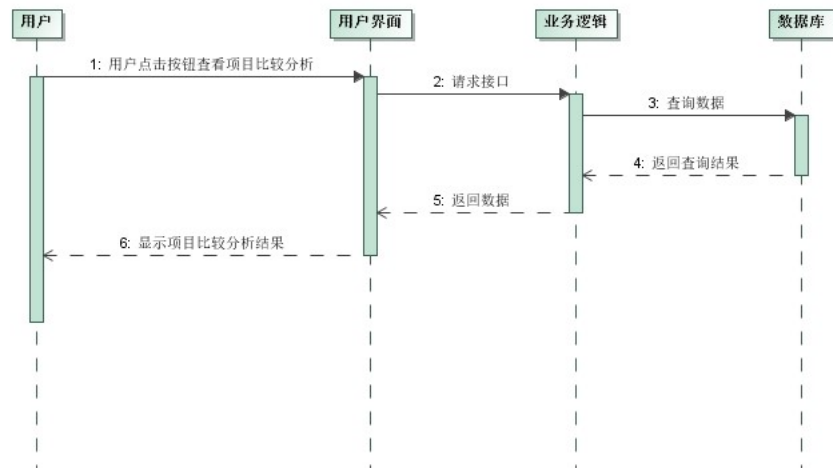 用户
用户界面
业务逻辑
数据库
1: 用户点击按钮查看项目比较分析
2: 请求接口
3: 查询数据
4: 返回查询结果
5: 返回数据
6: 显示项目比较分析结果